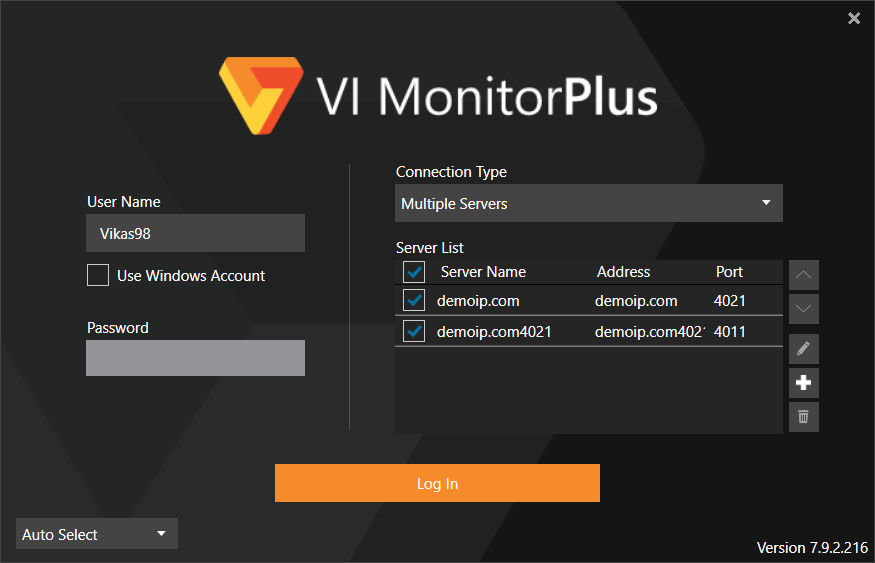 VI MonitorPlus
User Name
Vikas98
Use Windows Account
Password
Connection Type
Multiple Servers
Server List
Server Name Address Port
demoip.com demoip.com 4021
demoip.com4021 demoip.com402 4011
Log In
Auto Select
Version 7.9.2.216